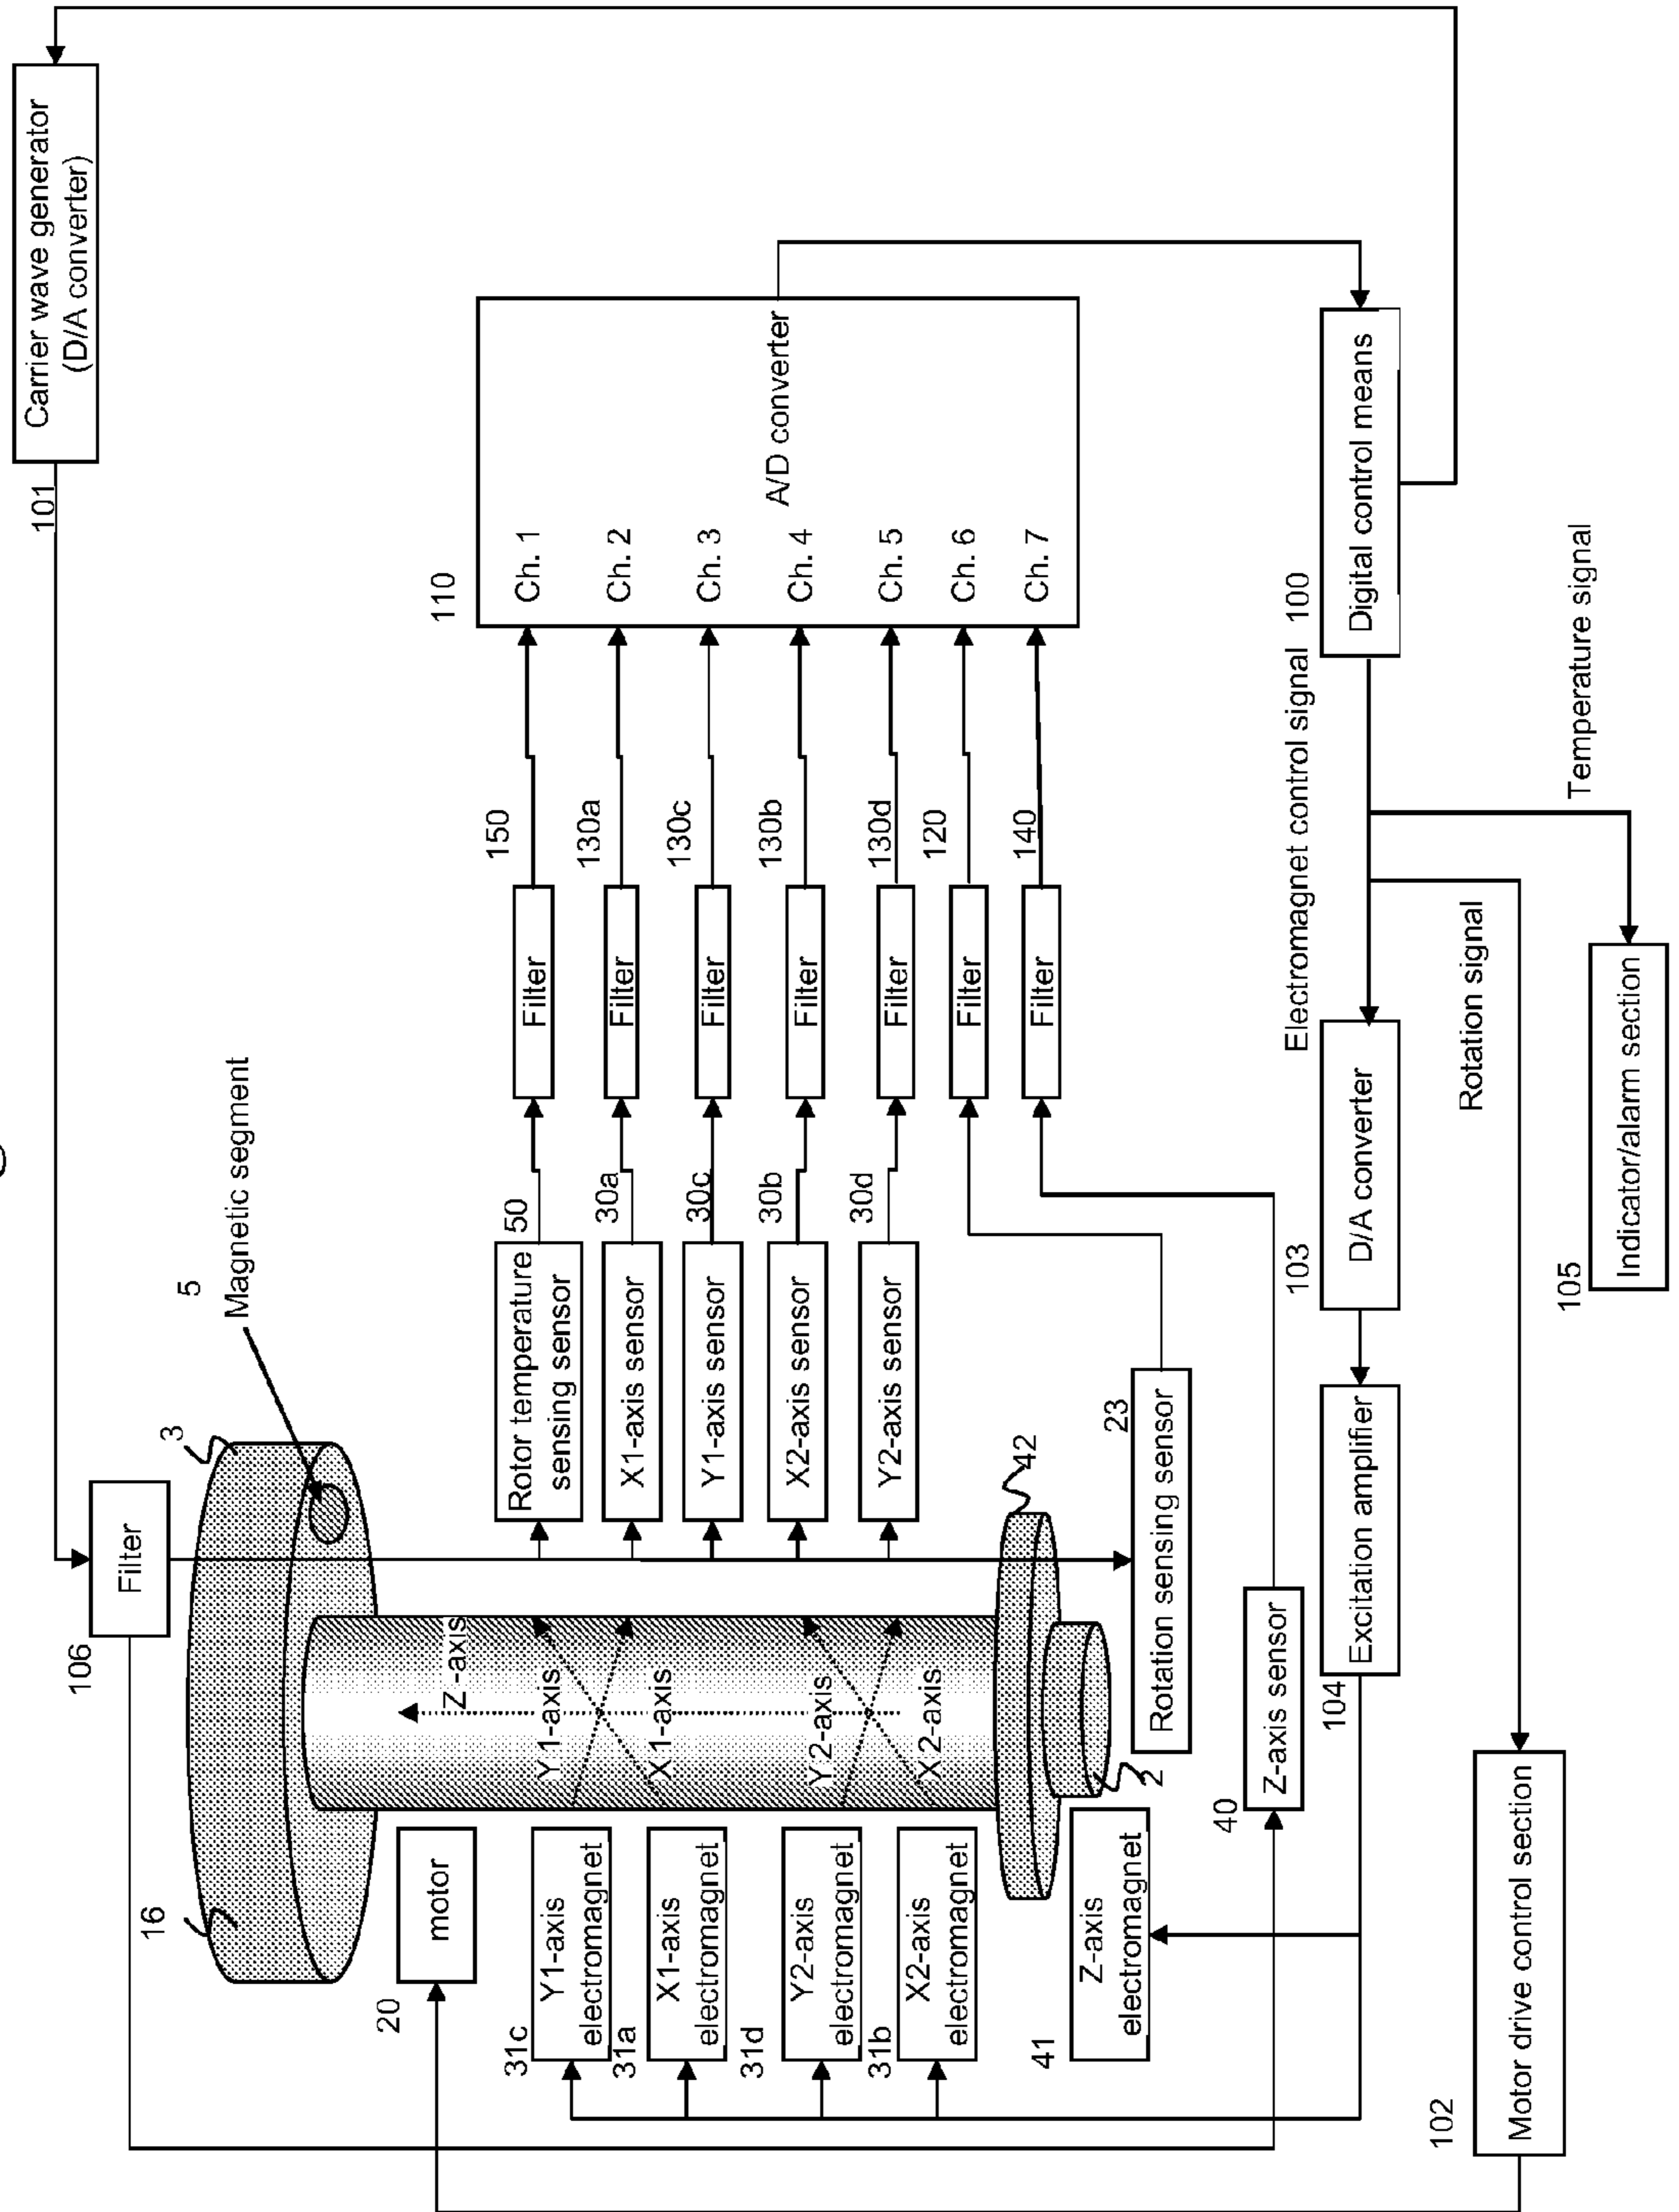 Carrier wave generator
(D/A converter)
101
Filter
106
3
16
5
Magnetic segment
Z-axis
Y1-axis
X1-axis
Y2-axis
X2-axis
42
2
motor
20
Y1-axis
electromagnet
31c
X1-axis
electromagnet
31a
Y2-axis
electromagnet
31d
X2-axis
electromagnet
31b
Z-axis
electromagnet
41
Rotor temperature
sensing sensor
50
X1-axis sensor
30a
Y1-axis sensor
30c
X2-axis sensor
30b
Y2-axis sensor
30d
Rotation sensing sensor
23
Z-axis sensor
40
Filter
150
Filter
130a
Filter
130c
Filter
130b
Filter
130d
Filter
120
Filter
140
110
Ch. 1
Ch. 2
Ch. 3
Ch. 4
Ch. 5
Ch. 6
Ch. 7
A/D converter
Digital control means
100
Electromagnet control signal
Temperature signal
Rotation signal
D/A converter
103
Excitation amplifier
104
Indicator/alarm section
105
Motor drive control section
102